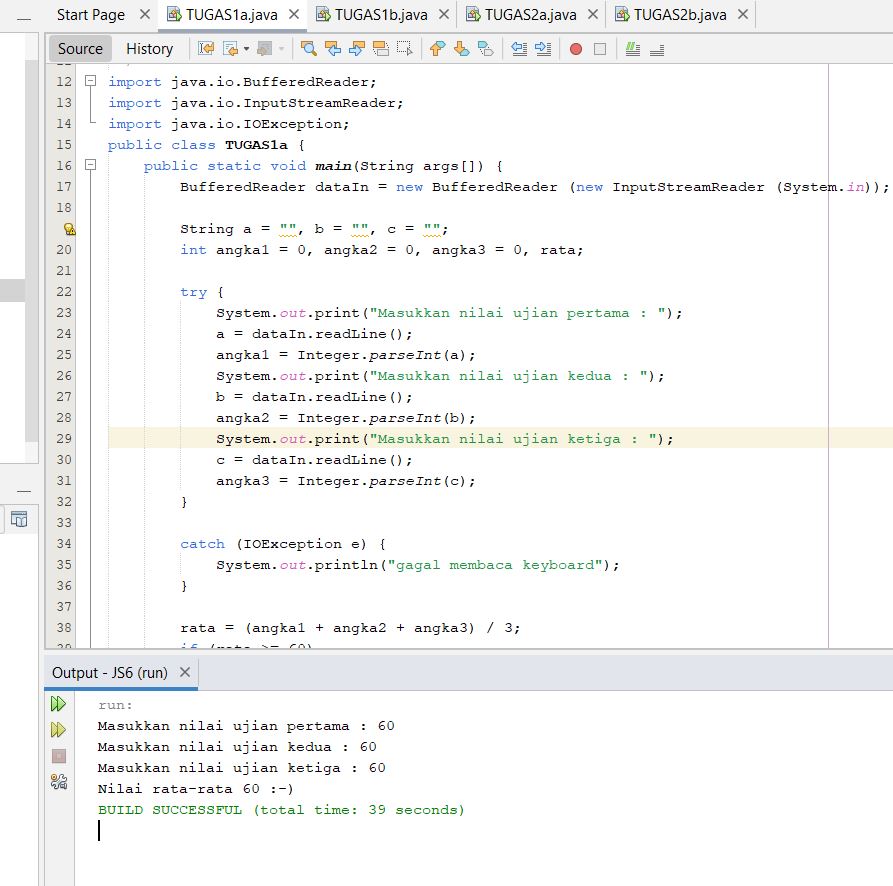 Start Page TUGAS1a.java TUGAS1b.java TUGAS2a.java TUGAS2b.java
Source History
12 import java.io.BufferedReader;
13 import java.io.InputStreamReader;
14 import java.io.IOException;
15 public class TUGAS1a {
16 public static void main(String args[]) {
17 BufferedReader dataIn = new BufferedReader (new InputStreamReader (System.in));
18
String a = "", b = "", c = "";
20 int angka1 = 0, angka2 = 0, angka3 = 0, rata;
21
22 try {
23 System.out.print("Masukkan nilai ujian pertama : ");
24 a = dataIn.readLine();
25 angka1 = Integer.parseInt(a);
26 System.out.print("Masukkan nilai ujian kedua : ");
27 b = dataIn.readLine();
28 angka2 = Integer.parseInt(b);
29 System.out.print("Masukkan nilai ujian ketiga : ");
30 c = dataIn.readLine();
31 angka3 = Integer.parseInt(c);
32 }
33
34 catch (IOException e) {
35 System.out.println("gagal membaca keyboard");
36 }
37
38 rata = (angka1 + angka2 + angka3) / 3;
Output - JS6 (run)
run:
Masukkan nilai ujian pertama : 60
Masukkan nilai ujian kedua : 60
Masukkan nilai ujian ketiga : 60
Nilai rata-rata 60 :-)
BUILD SUCCESSFUL (total time: 39 seconds)